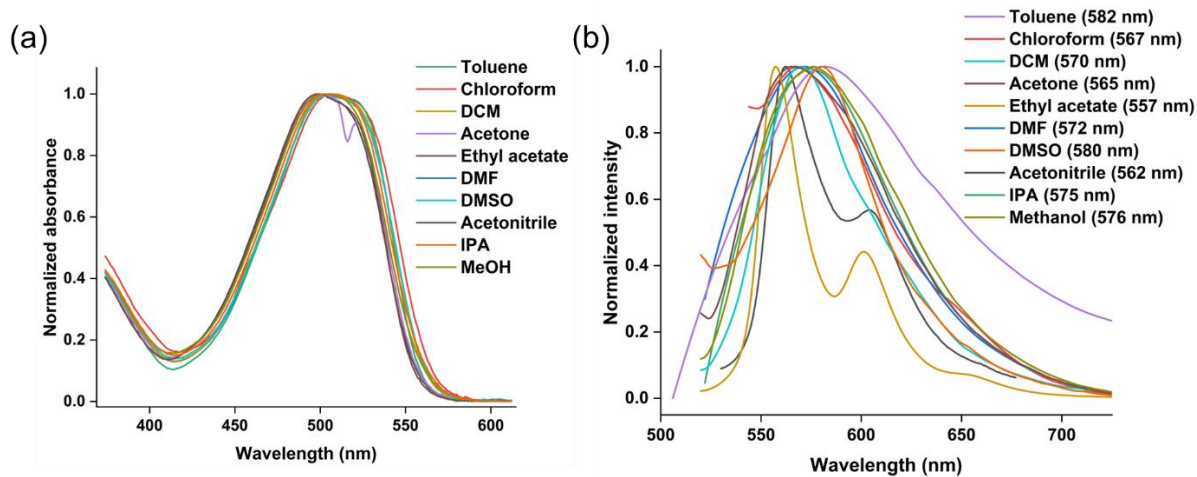 (a)
Toluene
Chloroform
DCM
Acetone
Ethyl acetate
DMF
DMSO
Acetonitrile
IPA
MeOH
Normalized absorbance
1.0
0.8
0.6
0.4
0.2
0.0
400 450 500 550 600
Wavelength (nm)
(b)
Toluene (582 nm)
Chloroform (567 nm)
DCM (570 nm)
Acetone (565 nm)
Ethyl acetate (557 nm)
DMF (572 nm)
DMSO (580 nm)
Acetonitrile (562 nm)
IPA (575 nm)
Methanol (576 nm)
Normalized intensity
1.0
0.8
0.6
0.4
0.2
0.0
500 550 600 650 700
Wavelength (nm)